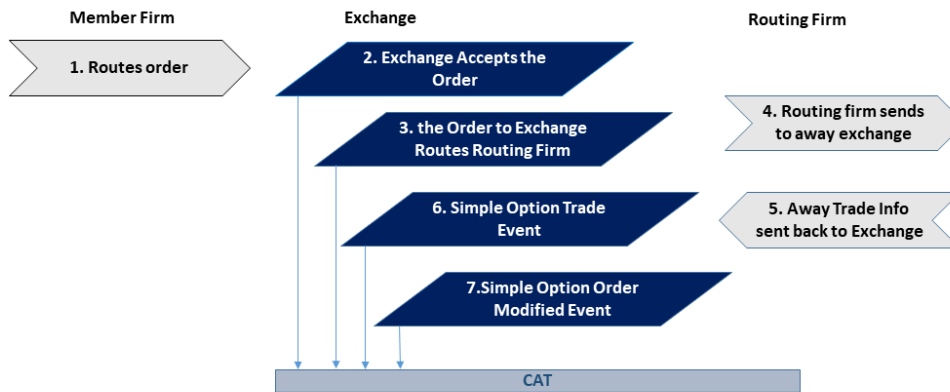 Member Firm
Exchange
Routing Firm
1. Routes order
2. Exchange Accepts the
Order
3. the Order to Exchange
Routes Routing Firm
4. Routing firm sends
to away exchange
6. Simple Option Trade
Event
5. Away Trade Info
sent back to Exchange
7.Simple Option Order
Modified Event
CAT